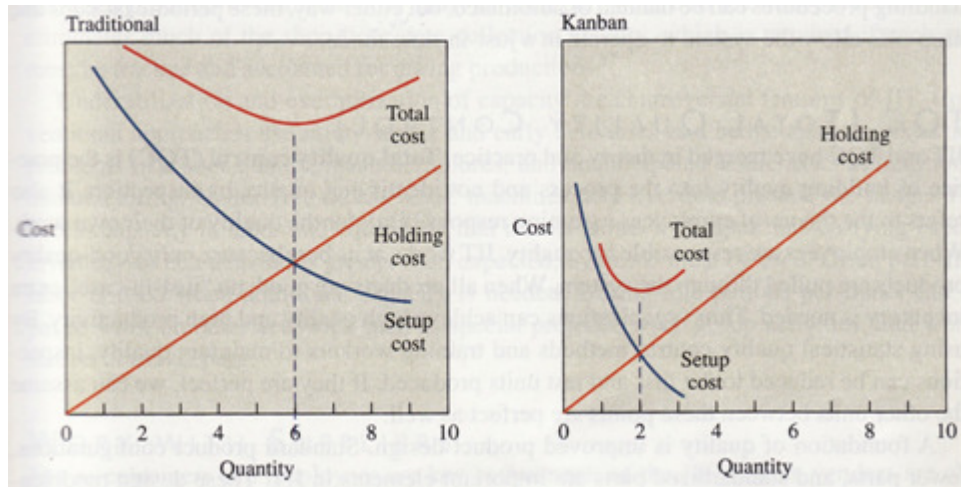 Traditional
Total
cost
Cost
Holding
cost
Setup
cost
0 2 4 6 8 10
Quantity
Kanban
Holding
cost
Cost
Total
cost
Setup
cost
0 2 4 6 8 10
Quantity